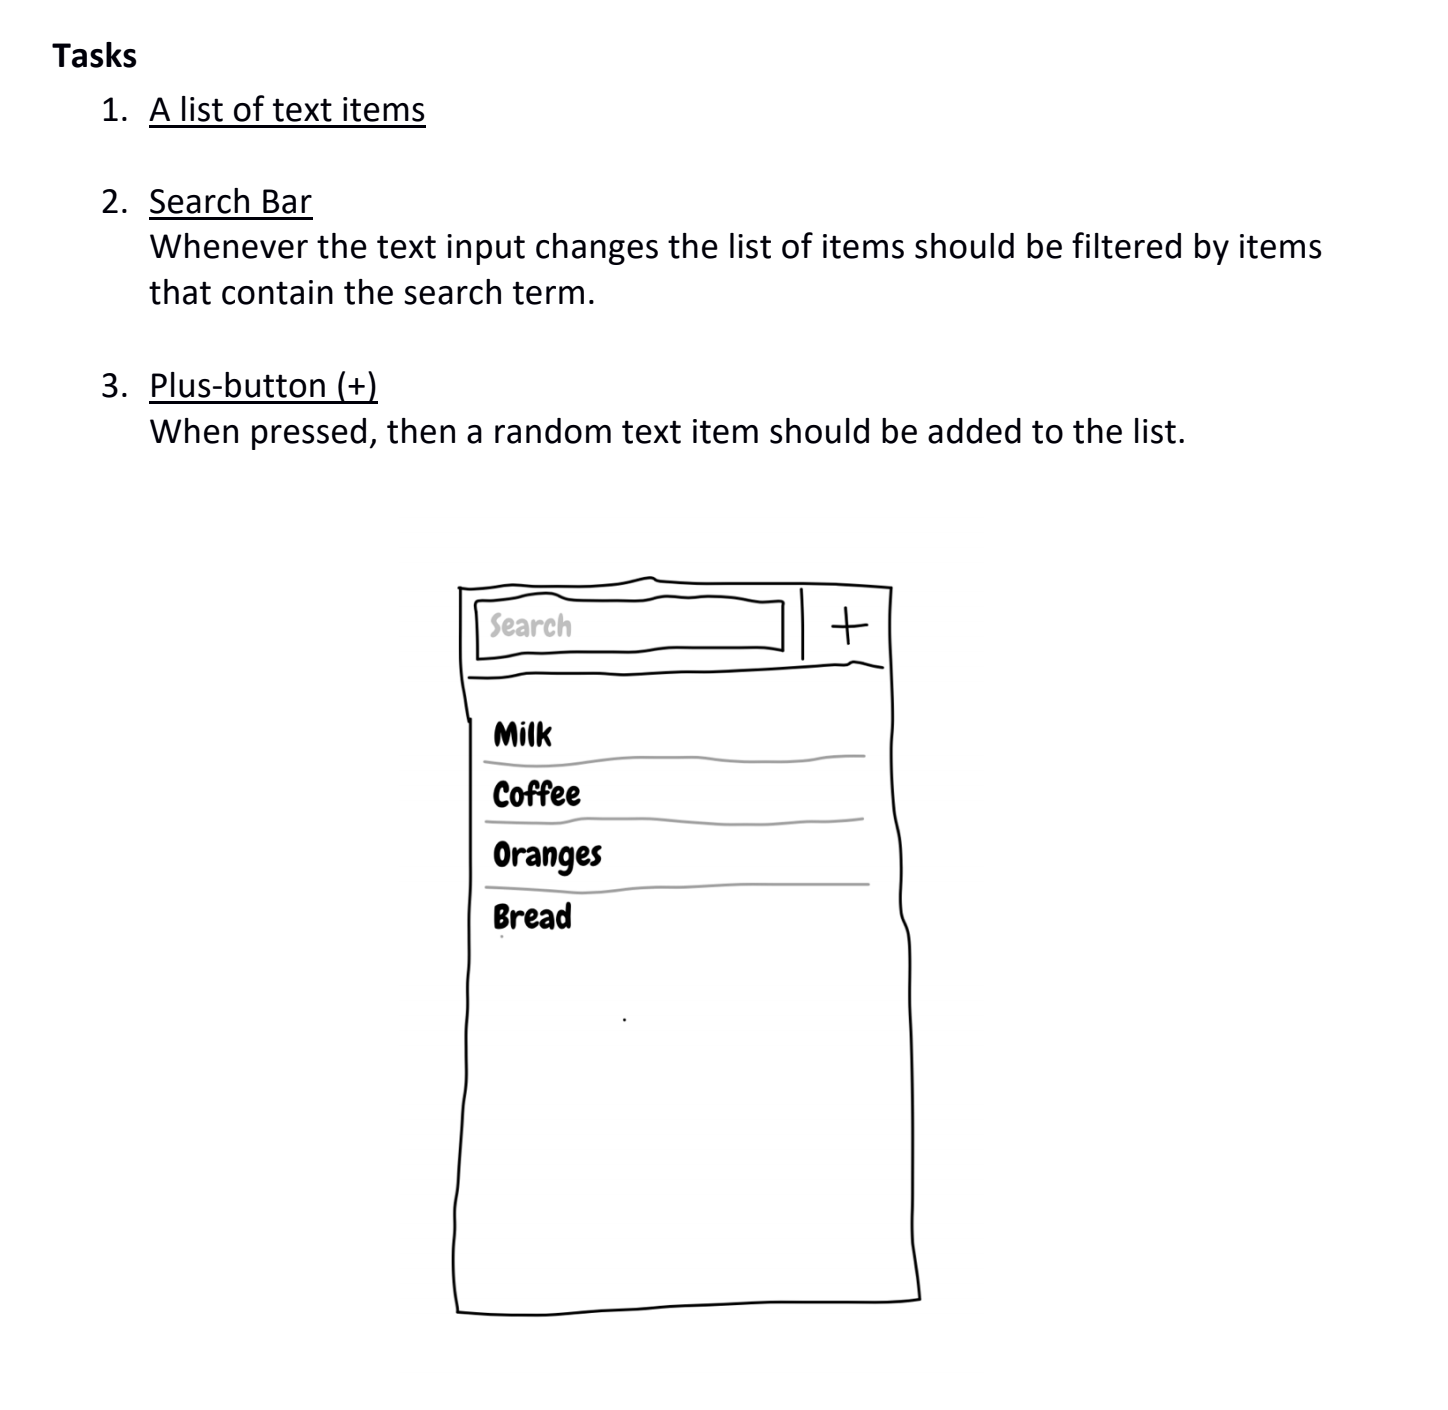 Tasks
1. A list of text items
2. Search Bar
Whenever the text input changes the list of items should be filtered by items
that contain the search term.
3. Plus-button (+)
When pressed, then a random text item should be added to the list.
Search +
Milk
Coffee
Oranges
Bread